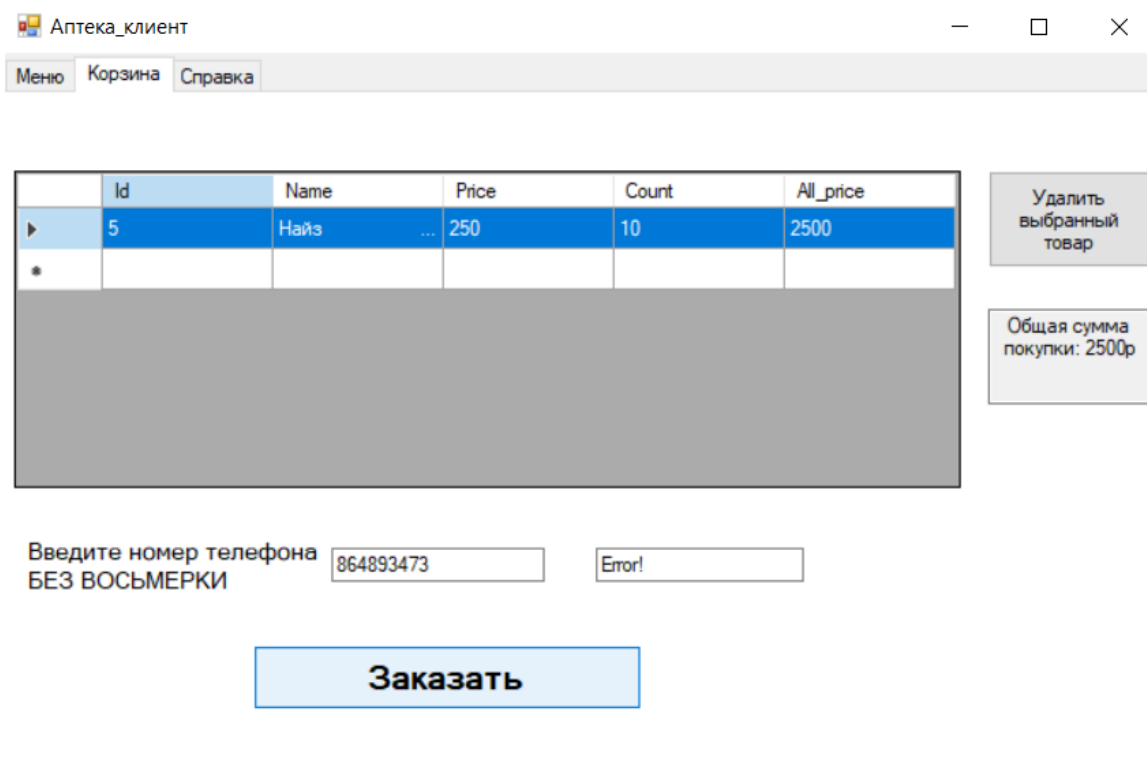 Аптека_клиент
Меню Корзина Справка
Id Name Price Count All_price
5 Найз ... 250 10 2500
Удалить
выбранный
товар
Общая сумма
покупки: 2500р
Введите номер телефона
БЕЗ ВОСЬМЕРКИ
864893473 Error!
Заказать